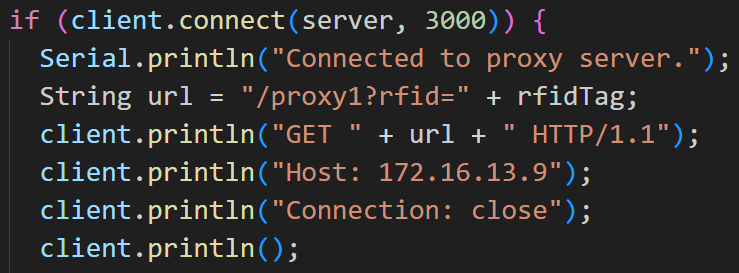 if (client.connect(server, 3000)) {
Serial.println("Connected to proxy server.");
String url = "/proxy1?rfid=" + rfidTag;
client.println("GET " + url + " HTTP/1.1");
client.println("Host: 172.16.13.9");
client.println("Connection: close");
client.println();